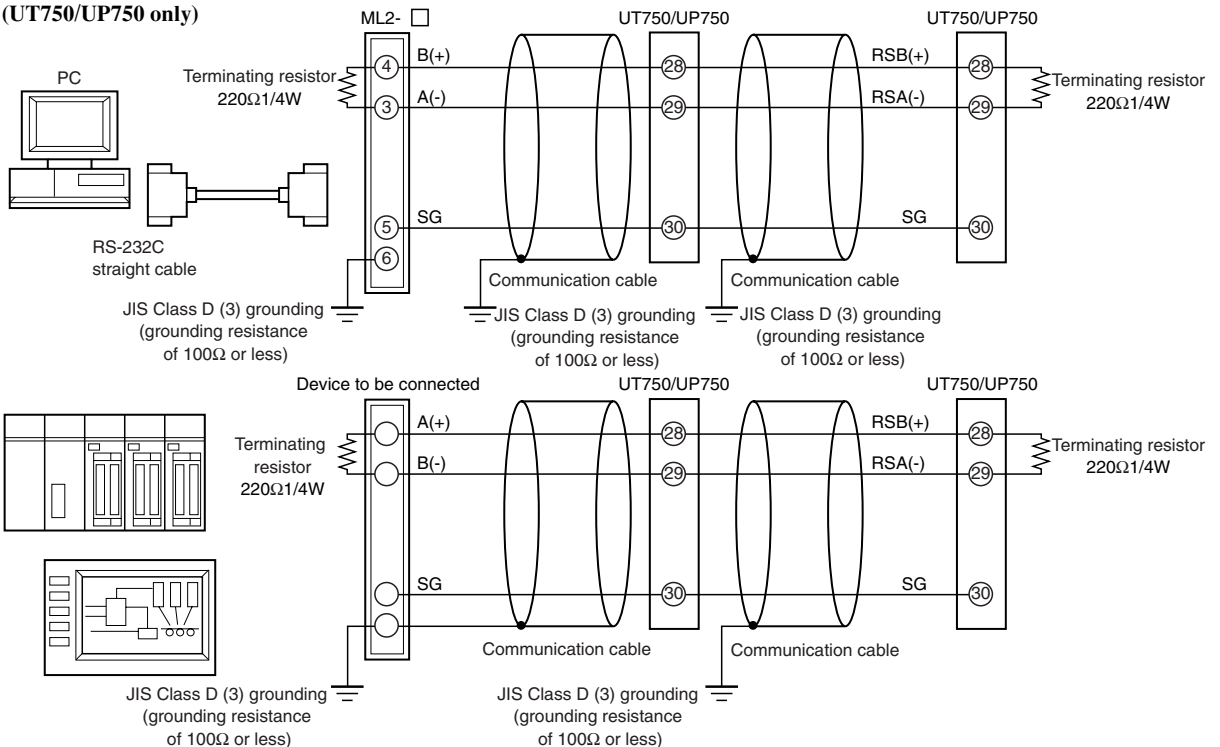 (UT750/UP750 only)
ML2- □
UT750/UP750
UT750/UP750
PC
Terminating resistor
220Ω1/4W
4
B(+)
3
A(-)
28
29
RSB(+)
RSA(-)
28
29
Terminating resistor
220Ω1/4W
5
SG
6
30
SG
30
RS-232C
straight cable
Communication cable
Communication cable
JIS Class D (3) grounding
(grounding resistance
of 100Ω or less)
JIS Class D (3) grounding
(grounding resistance
of 100Ω or less)
JIS Class D (3) grounding
(grounding resistance
of 100Ω or less)
Device to be connected
UT750/UP750
UT750/UP750
Terminating
resistor
220Ω1/4W
A(+)
B(-)
28
29
RSB(+)
RSA(-)
28
29
Terminating resistor
220Ω1/4W
SG
30
SG
30
Communication cable
Communication cable
JIS Class D (3) grounding
(grounding resistance
of 100Ω or less)
JIS Class D (3) grounding
(grounding resistance
of 100Ω or less)